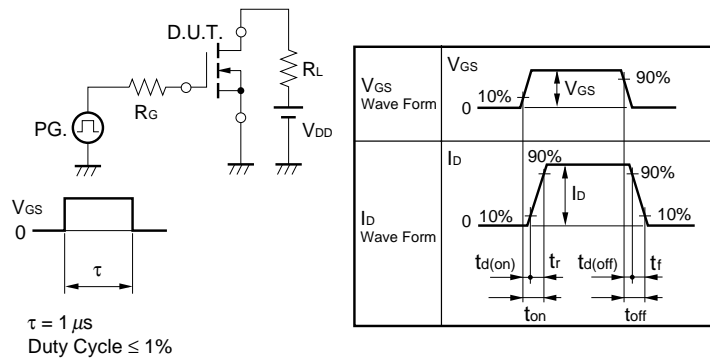 D.U.T.
RL
RG
PG.
VDD
VGS
0
τ
τ = 1 μs
Duty Cycle ≤ 1%
VGS
Wave Form
VGS
10%
0
VGS
90%
ID
Wave Form
ID
90%
90%
ID
0
10%
10%
td(on)
tr
td(off)
tf
ton
toff